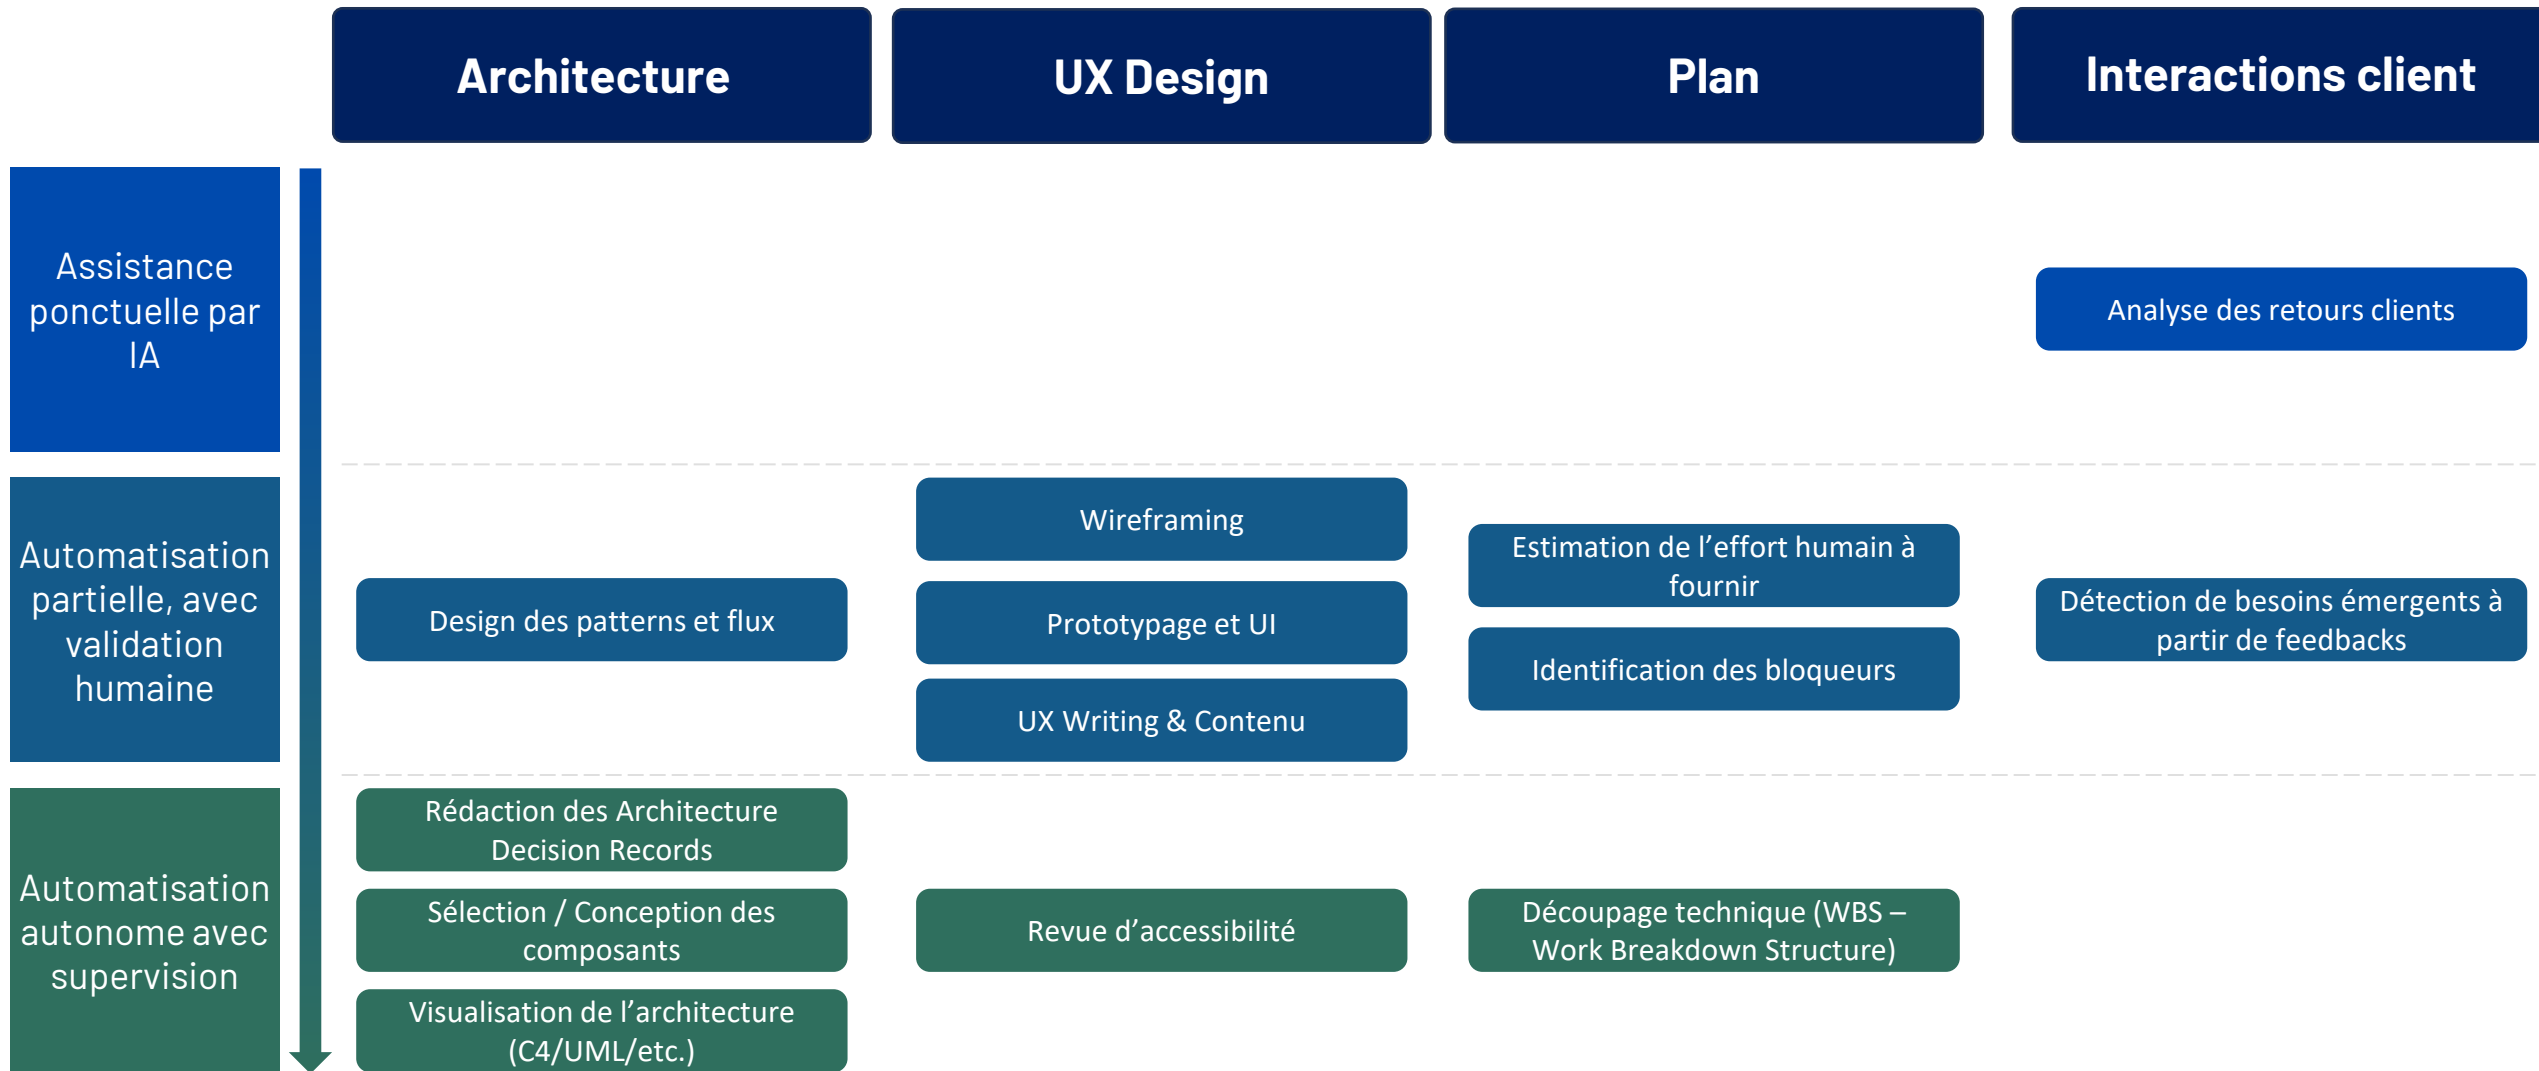 Architecture
UX Design
Plan
Interactions client
Assistance
ponctuelle par
IA
Analyse des retours clients
Automatisation
partielle, avec
validation
humaine
Design des patterns et flux
Wireframing
Prototypage et UI
UX Writing & Contenu
Estimation de l’effort humain à
fournir
Identification des bloqueurs
Détection de besoins émergents à
partir de feedbacks
Automatisation
autonome avec
supervision
Rédaction des Architecture
Decision Records
Sélection / Conception des
composants
Visualisation de l’architecture
(C4/UML/etc.)
Revue d’accessibilité
Découpage technique (WBS –
Work Breakdown Structure)